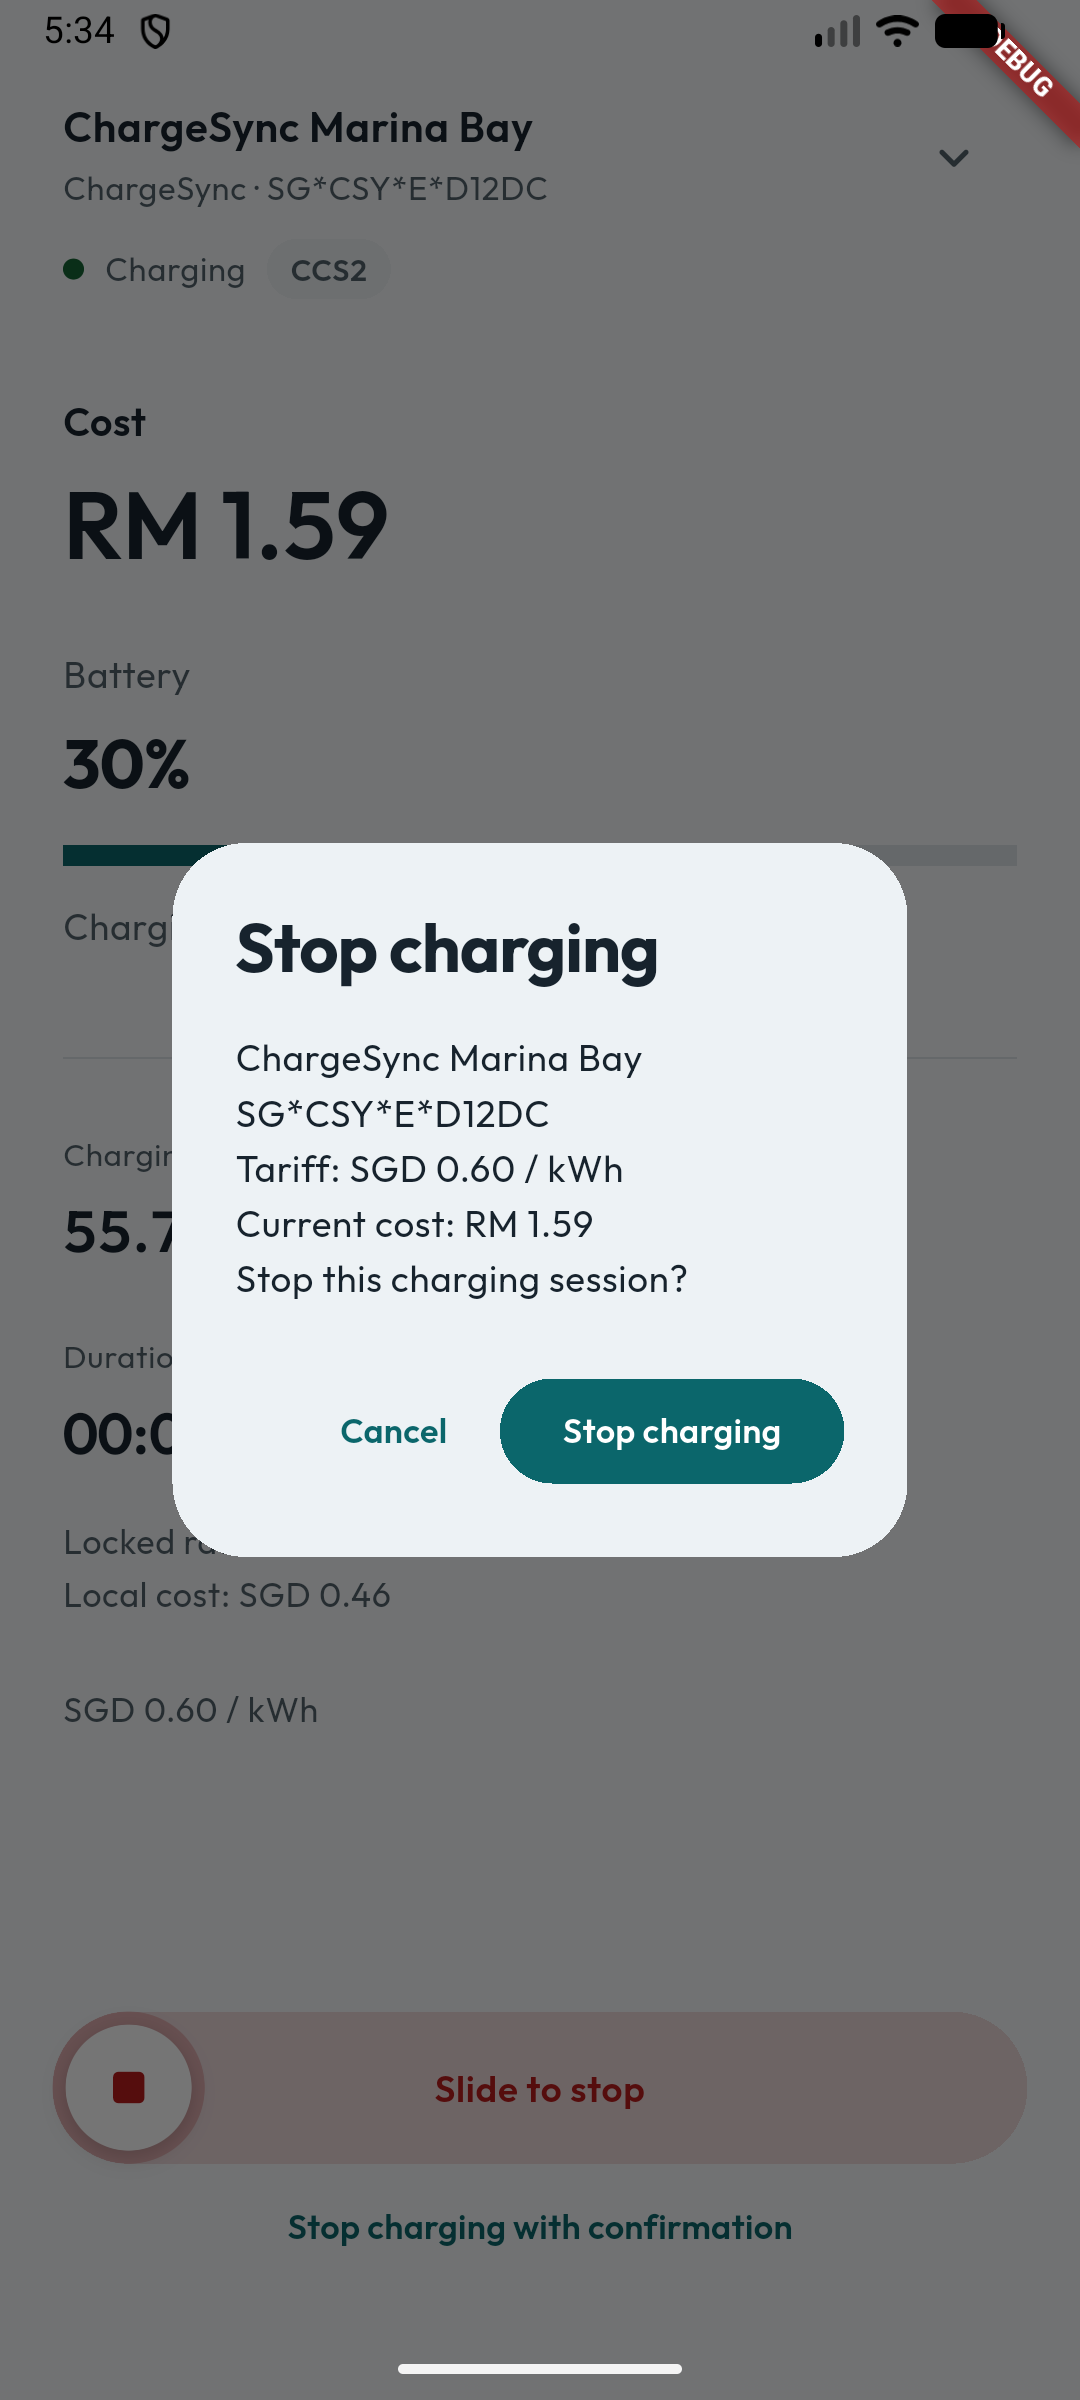 5:34
EBUG
ChargeSync Marina Bay
ChargeSync · SG*CSY*E*D12DC
Charging
CCS2
Cost
RM 1.59
Battery
30%
Stop charging
ChargeSync Marina Bay
SG*CSY*E*D12DC
Tariff: SGD 0.60 / kWh
Current cost: RM 1.59
Stop this charging session?
Cancel
Stop charging
Locked
Local cost: SGD 0.46
SGD 0.60 / kWh
Slide to stop
Stop charging with confirmation